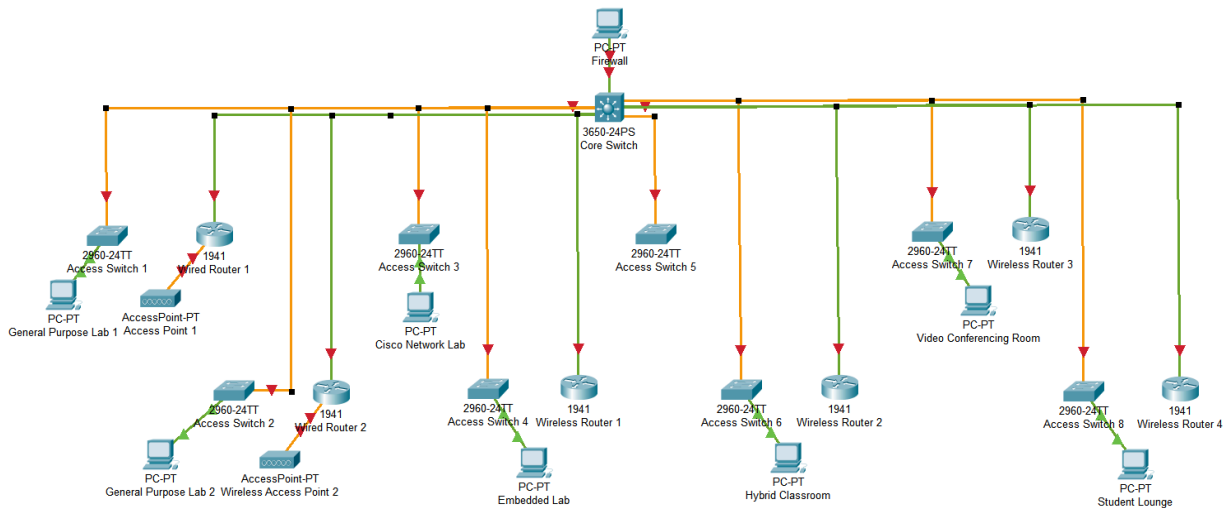 PC-PT
Firewall
3650-24PS
Core Switch
2960-24TT
Access Switch 1
1941
Wired Router 1
2960-24TT
Access Switch 3
2960-24TT
Access Switch 5
2960-24TT
Access Switch 7
1941
Wireless Router 3
PC-PT
General Purpose Lab 1
AccessPoint-PT
Access Point 1
PC-PT
Cisco Network Lab
PC-PT
Video Conferencing Room
2960-24TT
Access Switch 2
1941
Wired Router 2
2960-24TT
Access Switch 4
1941
Wireless Router 1
2960-24TT
Access Switch 6
1941
Wireless Router 2
2960-24TT
Access Switch 8
1941
Wireless Router 4
PC-PT
General Purpose Lab 2
AccessPoint-PT
Wireless Access Point 2
PC-PT
Embedded Lab
PC-PT
Hybrid Classroom
PC-PT
Student Lounge